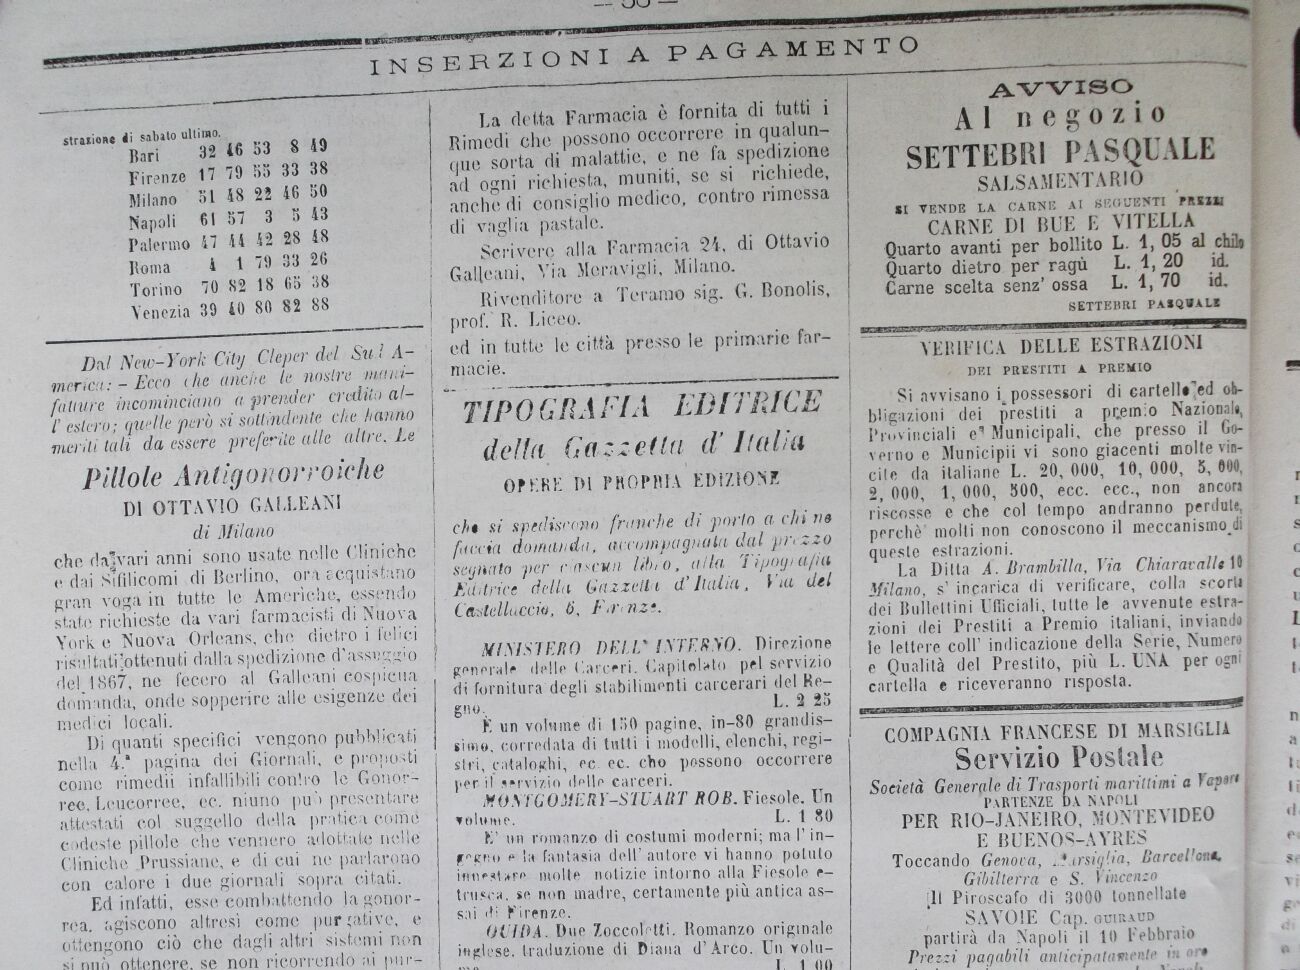 INSERZIONI A PAGAMENTO
strazione di sabato ultimo.
Bari 32 46 53 8 49
Firenze 17 79 55 33 38
Milano 51 48 22 46 50
Napoli 61 57 3 5 43
Palermo 47 44 42 28 48
Roma 4 1 79 33 26
Torino 70 82 18 65 38
Venezia 39 40 80 82 88
Dal New-York City Cleper del Sud A-
merica: - Ecco che anche le nostre mani-
fatture incominciano a prender credito al-
l'estero; quelle però si sottindente che hanno
meriti tali da essere preferite alle altre. Le
Pillole Antigonorroiche
DI OTTAVIO GALLEANI
di Milano
che da vari anni sono usate nelle Cliniche
e dai Sifilicomi di Berlino, ora acquistano
gran voga in tutte le Americhe, essendo
state richieste da vari farmacisti di Nuova
York e Nuova Orleans, che dietro i felici
risultati ottenuti dalla spedizione d'assaggio
del 1867, ne fecero al Galleani cospicua
domanda, onde sopperire alle esigenze dei
medici locali.
Di quanti specifici vengono pubblicati
nella 4.ª pagina dei Giornali, e proposti
come rimedii infallibili contro le Gonor-
ree, Leucorree, ec. niuno può presentare
attestati col suggello della pratica come
codeste pillole che vennero adottate nelle
Cliniche Prussiane, e di cui ne parlarono
con calore i due giornali sopra citati.
Ed infatti, esse combattendo la gonor-
rea, agiscono altresì come purgative, e
ottengono ciò che dagli altri sistemi non
si può ottenere, se non ricorrendo ai pur-
La detta Farmacia è fornita di tutti i
Rimedi che possono occorrere in qualun-
que sorta di malattie, e ne fa spedizione
ad ogni richiesta, muniti, se si richiede,
anche di consiglio medico, contro rimessa
di vaglia pastale.
Scrivere alla Farmacia 24, di Ottavio
Galleani, Via Meravigli, Milano.
Rivenditore a Teramo sig. G. Bonolis,
prof. R. Liceo.
ed in tutte le città presso le primarie far-
macie.
TIPOGRAFIA EDITRICE
della Gazzetta d'Italia
OPERE DI PROPRIA EDIZIONE
che si spediscono franche di porto a chi ne
faccia domanda, accompagnata dal prezzo
segnato per ciascun libro, alla Tipografia
Editrice della Gazzetta d'Italia, Via del
Castellaccio, 6, Firenze.
MINISTERO DELL' INTERNO. Direzione
generale delle Carceri. Capitolato pel servizio
di fornitura degli stabilimenti carcerari del Re-
gno. L. 2 25
È un volume di 150 pagine, in-80 grandis-
simo, corredata di tutti i modelli, elenchi, regi-
stri, cataloghi, ec. ec. che possono occorrere
per il servizio delle carceri.
MONTGOMERY-STUART ROB. Fiesole. Un
volume. L. 1 80
E' un romanzo di costumi moderni; ma l'in-
gegno e la fantasia dell' autore vi hanno potuto
innestare molte notizie intorno alla Fiesole e-
trusca, se non madre, certamente più antica as-
sai di Firenze.
OUIDA. Due Zoccoletti. Romanzo originale
inglese, traduzione di Diana d'Arco. Un volu-
AVVISO
Al negozio
SETTEBRI PASQUALE
SALSAMENTARIO
SI VENDE LA CARNE AI SEGUENTI PREZZI
CARNE DI BUE E VITELLA
Quarto avanti per bollito L. 1, 05 al chilo
Quarto dietro per ragù L. 1, 20 id.
Carne scelta senz' ossa L. 1, 70 id.
SETTEBRI PASQUALE
VERIFICA DELLE ESTRAZIONI
DEI PRESTITI A PREMIO
Si avvisano i possessori di cartelle ed ob-
bligazioni dei prestiti a premio Nazionale,
Provinciali e Municipali, che presso il Go-
verno e Municipii vi sono giacenti molte vin-
cite da italiane L. 20,000, 10,000, 5,000,
2,000, 1,000, 500, ecc. ecc., non ancora
riscosse e che col tempo andranno perdute,
perchè molti non conoscono il meccanismo di
queste estrazioni.
La Ditta A. Brambilla, Via Chiaravalle 10
Milano, s' incarica di verificare, colla scorta
dei Bullettini Ufficiali, tutte le avvenute estra-
zioni dei Prestiti a Premio italiani, inviando
le lettere coll' indicazione della Serie, Numero
e Qualità del Prestito, più L. UNA per ogni
cartella e riceveranno risposta.
COMPAGNIA FRANCESE DI MARSIGLIA
Servizio Postale
Società Generale di Trasporti marittimi a Vapore
PARTENZE DA NAPOLI
PER RIO-JANEIRO, MONTEVIDEO
E BUENOS-AYRES
Toccando Genova, Marsiglia, Barcellona,
Gibilterra e S. Vincenzo
Il Piroscafo di 3000 tonnellate
SAVOIE Cap. GUIRAUD
partirà da Napoli il 10 Febbraio
Prezzi pagabili anticipatamente in oro